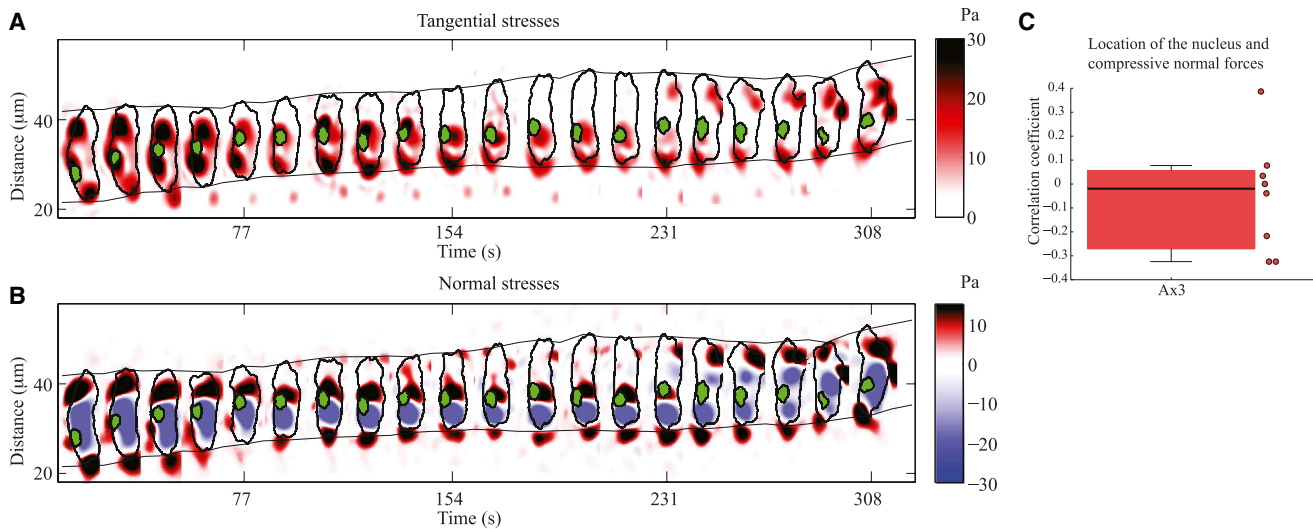 A
Tangential stresses
Pa
30
20
10
0
Distance (µm)
40
20
77
154
231
308
Time (s)
B
Normal stresses
Pa
10
0
−10
−20
−30
Distance (µm)
40
20
77
154
231
308
Time (s)
C
Location of the nucleus and
compressive normal forces
Correlation coefficient
0.4
0.3
0.2
0.1
0
−0.1
−0.2
−0.3
−0.4
Ax3